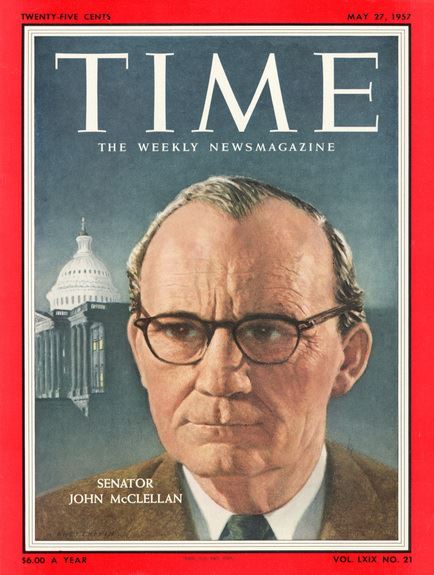 TWENTY-FIVE CENTS
MAY 27, 1957
TIME
THE WEEKLY NEWSMAGAZINE
SENATOR
JOHN McCLELLAN
$6.00 A YEAR
VOL. LXIX NO. 21